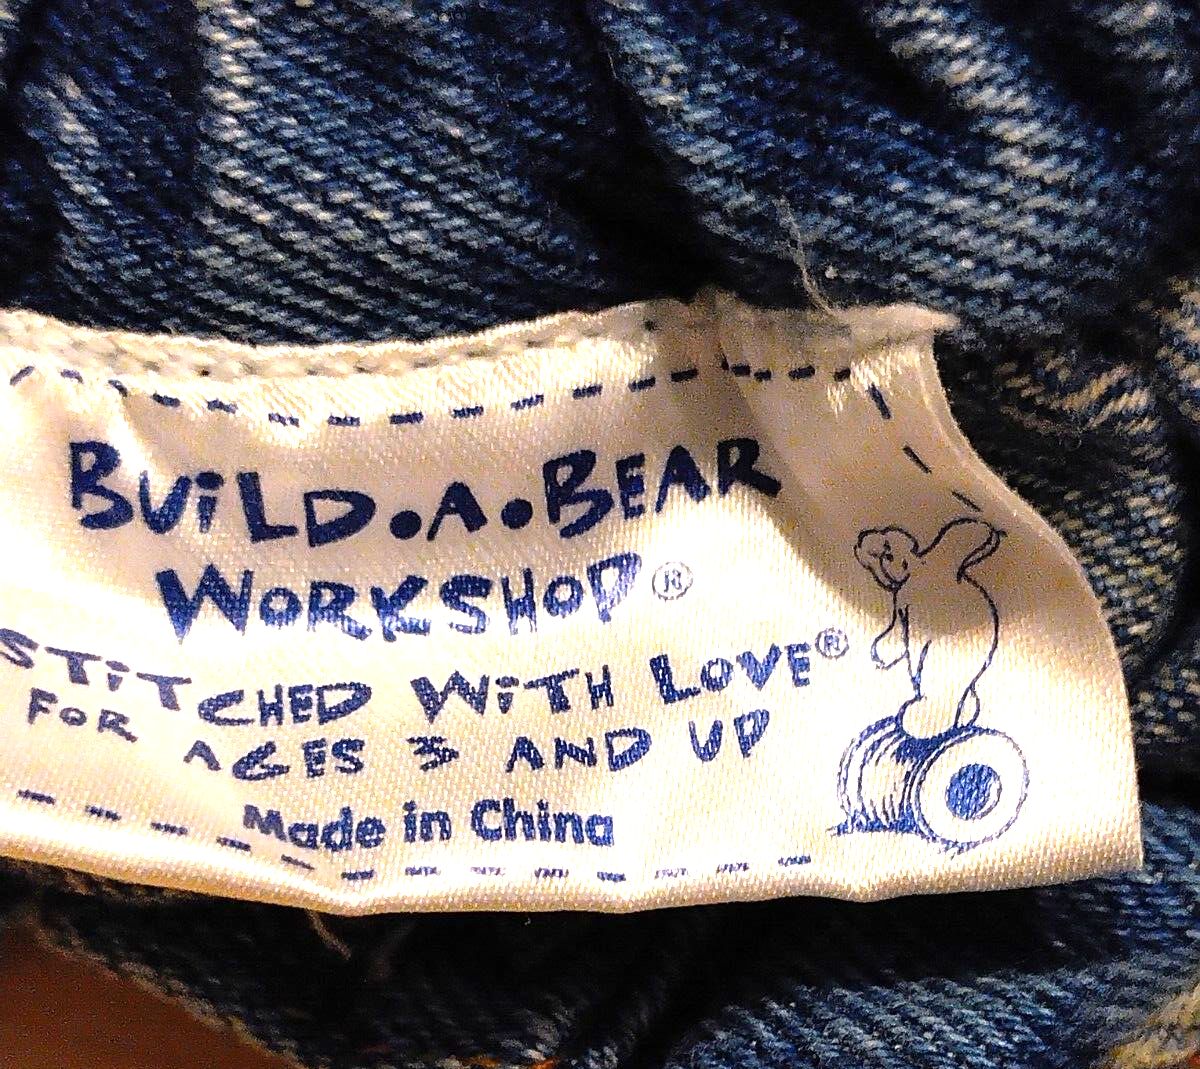 BUiLD.A.BEAR
WORKSHOP®
STiTCHED WiTH LOVE®
FOR AGES 3 AND UP
Made in China